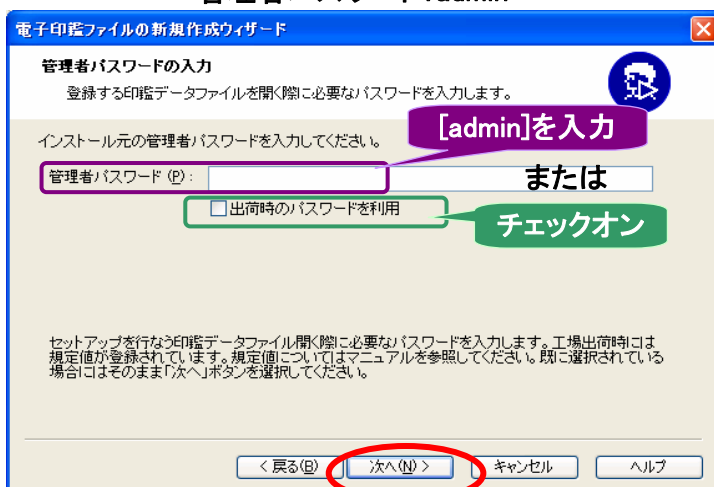 電子印鑑ファイルの新規作成ウィザード
管理者パスワードの入力
登録する印鑑データファイルを開く際に必要なパスワードを入力します。
[admin]を入力
インストール元の管理者パスワードを入力してください。
管理者パスワード (P):
または
出荷時のパスワードを利用
チェックオン
セットアップを行なう印鑑データファイル開く際に必要なパスワードを入力します。工場出荷時には
規定値が登録されています。規定値についてはマニュアルを参照してください。既に選択されている
場合にはそのまま「次へ」ボタンを選択してください。
< 戻る(B) 次へ(N) > キャンセル ヘルプ